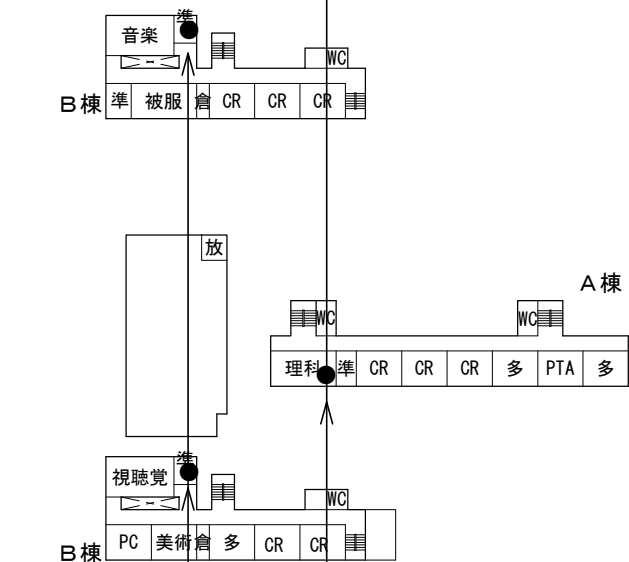 準
音楽
WC
B棟 準 被服 倉 CR CR CR
放
A棟
WC WC
理科 準 CR CR CR 多 PTA 多
準
視聴覚
WC
B棟 PC 美術 倉 多 CR CR